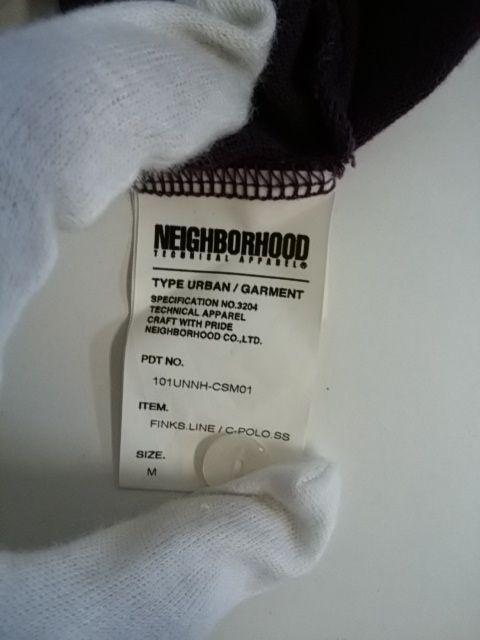 NEIGHBORHOOD
TECHNICAL APPAREL®
TYPE URBAN / GARMENT
SPECIFICATION NO.3204
TECHNICAL APPAREL
CRAFT WITH PRIDE
NEIGHBORHOOD CO.,LTD.
PDT NO.
101UNNH-CSM01
ITEM.
FINKS.LINE / C-POLO.SS
SIZE.
M